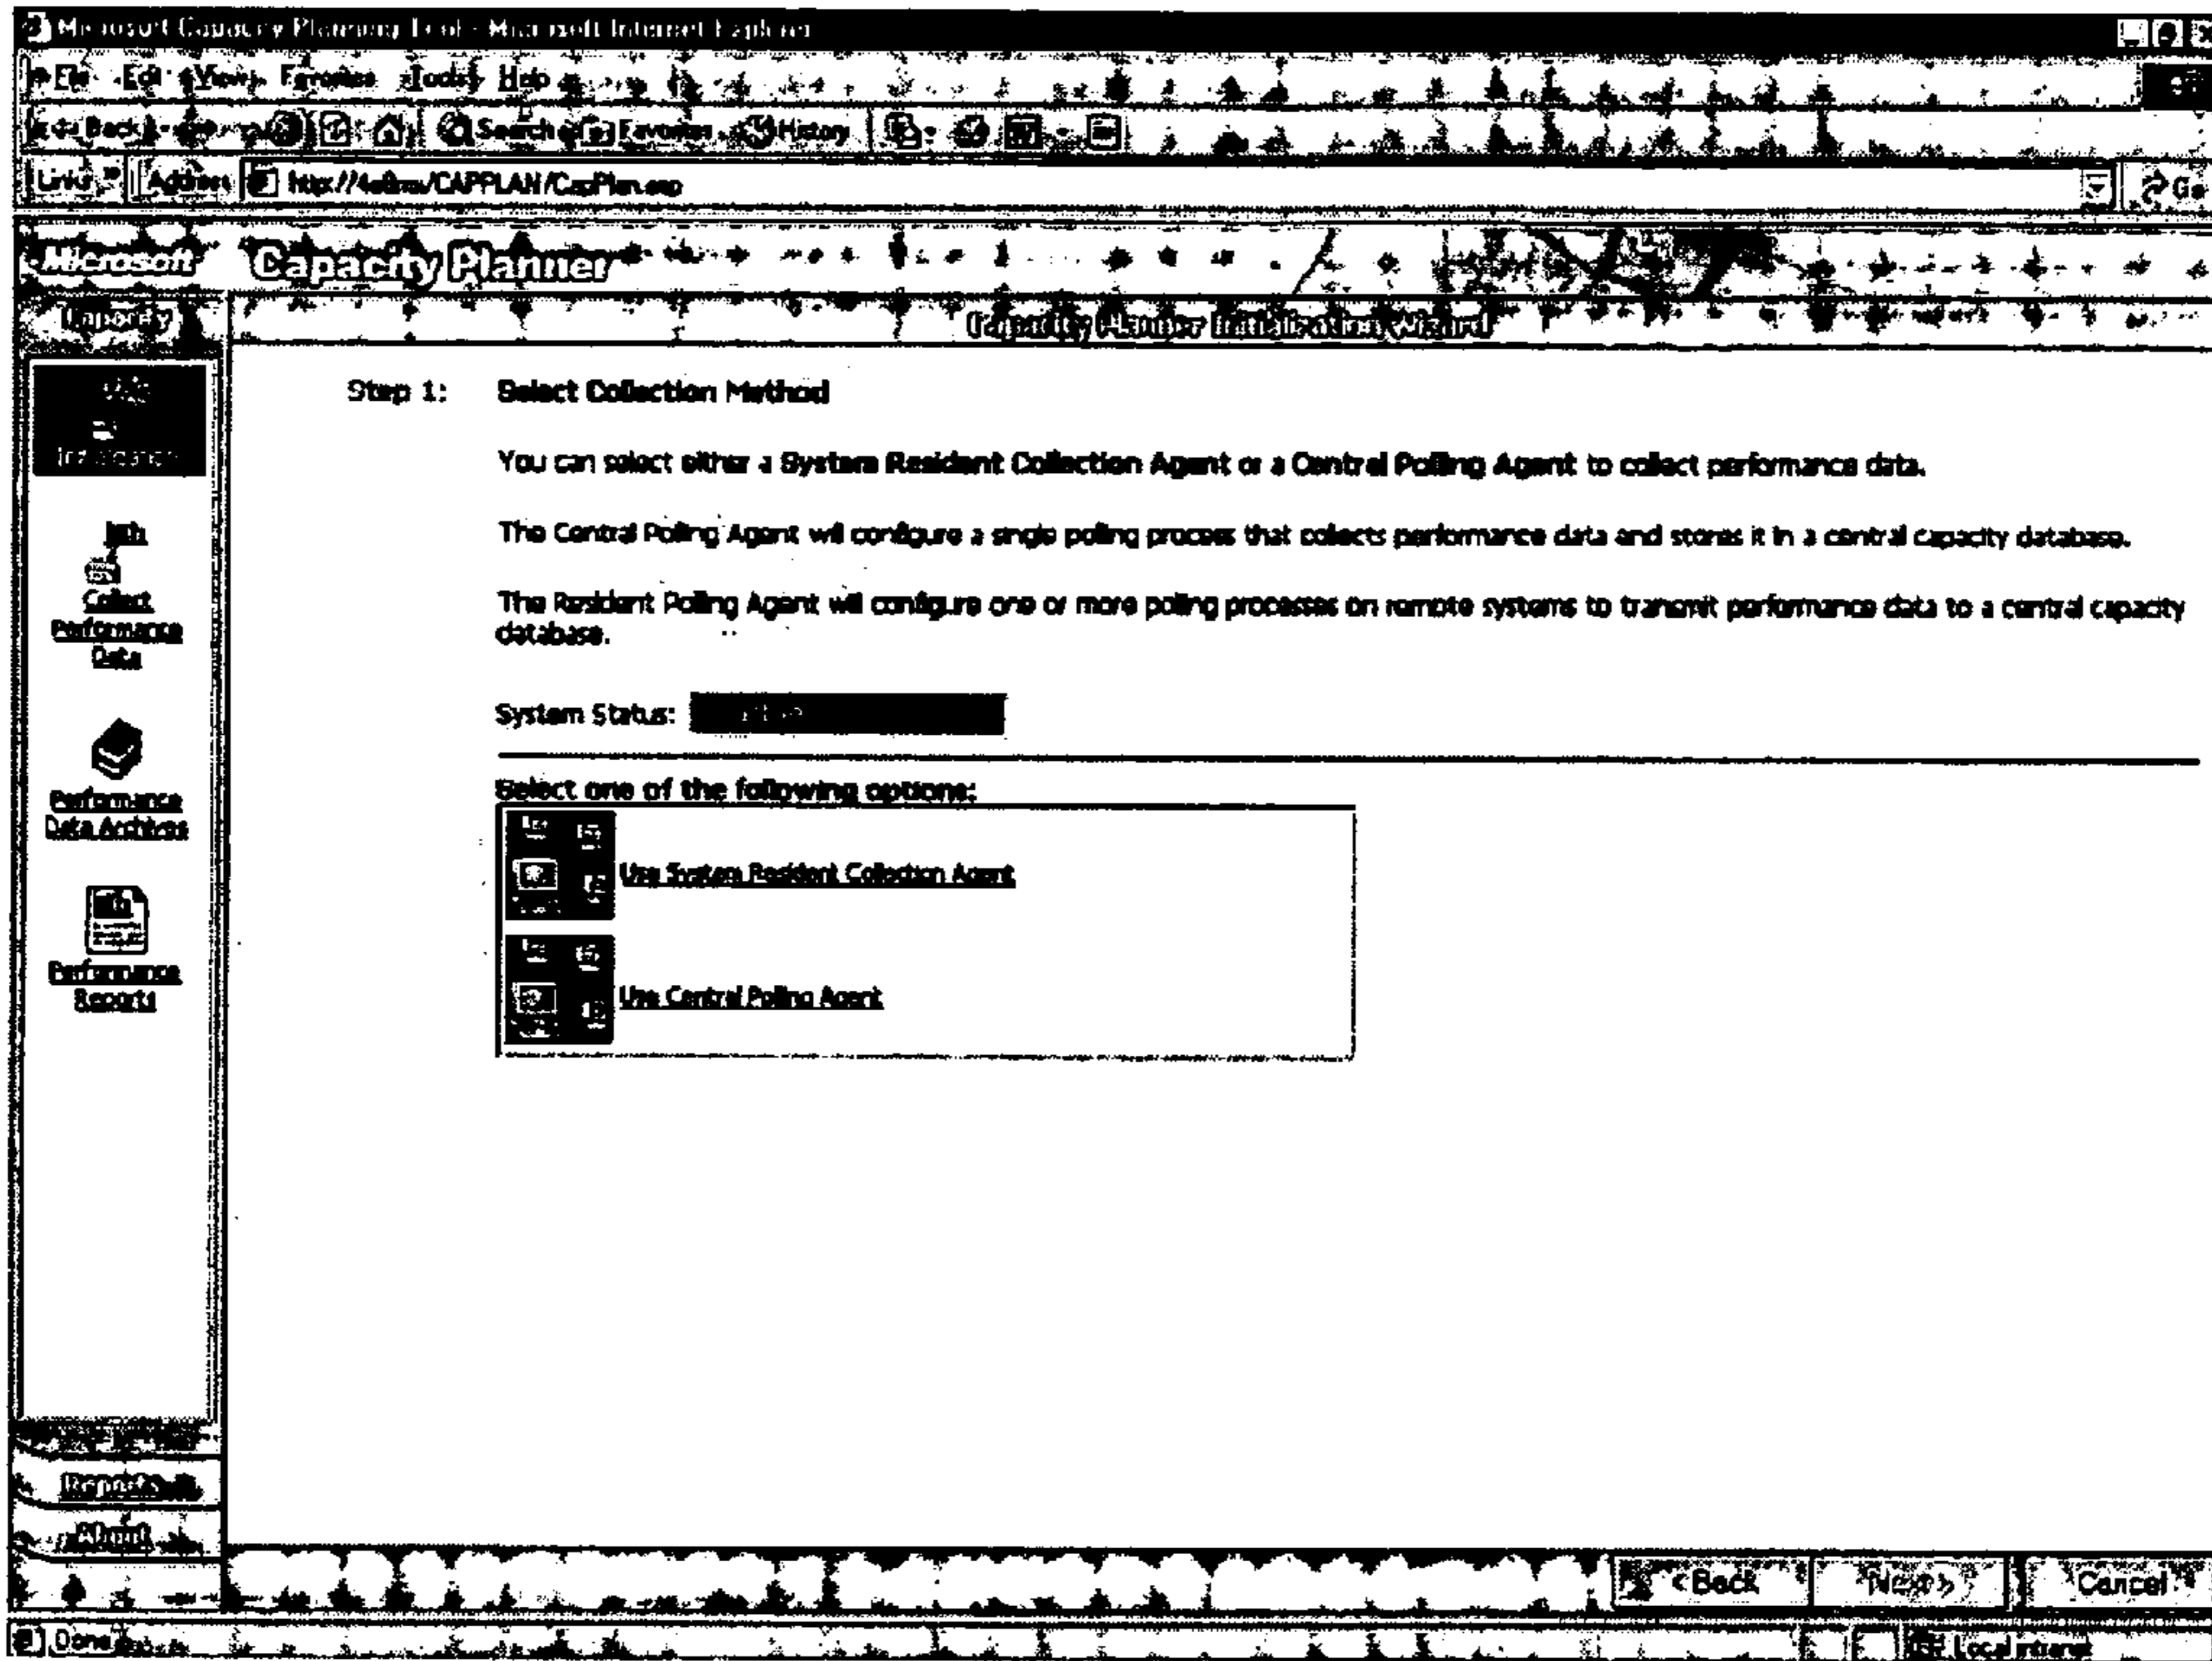 Microsoft Capacity Planning Tool - Microsoft Internet Explorer
File Edit View Favorites Tools Help
Back Search Favorites History
Links » Address CAPPLAN/CapPlan.asp Go
Microsoft Capacity Planner
Capacity
Capacity Planner Initialization Wizard
Initialization
Collect
Performance
Data
Performance
Data Archives
Performance
Reports
Step 1: Select Collection Method
You can select either a System Resident Collection Agent or a Central Polling Agent to collect performance data.
The Central Polling Agent will configure a single polling process that collects performance data and stores it in a central capacity database.
The Resident Polling Agent will configure one or more polling processes on remote systems to transmit performance data to a central capacity
database.
System Status:
Select one of the following options:
Use System Resident Collection Agent
Use Central Polling Agent
Reports
About
< Back Next > Cancel
Done Local intranet